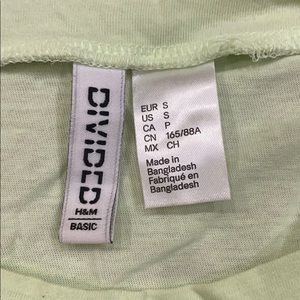 DIVIDED
H&M
BASIC
EUR S
US S
CA P
CN 165/88A
MX CH
Made in
Bangladesh
Fabriqué en
Bangladesh